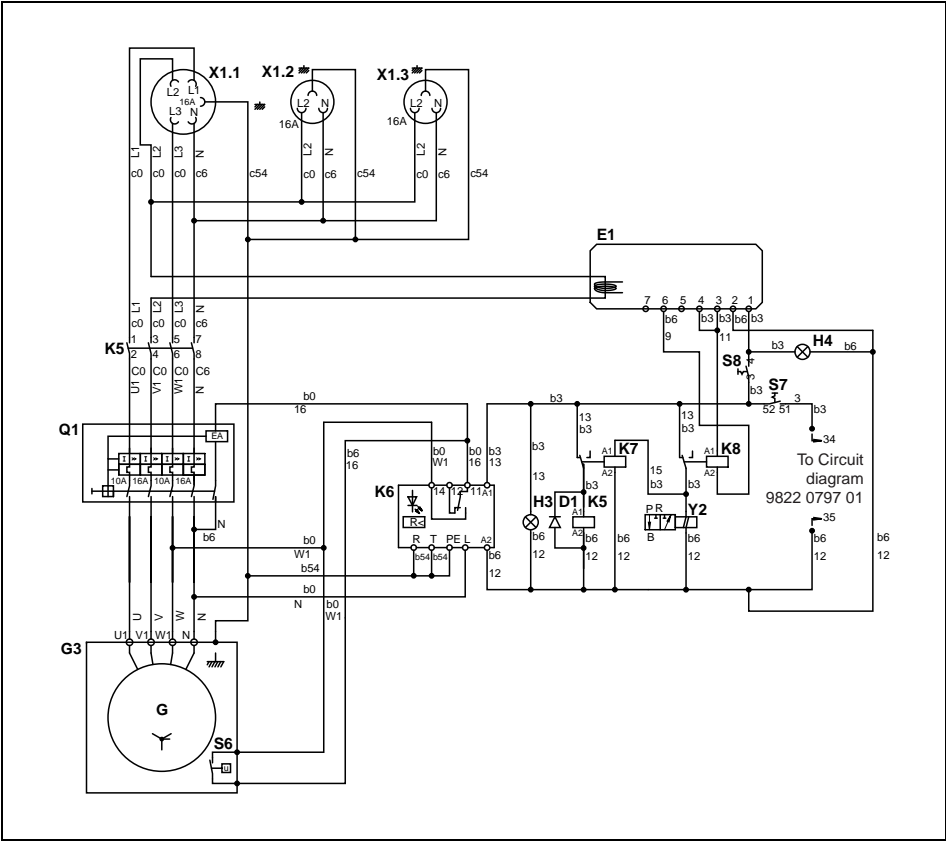 X1.1 X1.2 X1.3
L2 L1
16A
L3 N
L2 N
16A
L2 N
16A
L1 L2 L3 N L2 N L2 N
c0 c0 c0 c6 c54 c0 c6 c54 c0 c6 c54
E1
7 6 5 4 3 2 1
b6 b3 b3 b6 b3
9 11
L1 L2 L3 N
c0 c0 c0 c6
K5
1 3 5 7
2 4 6 8
C0 C0 C0 C6
U1 V1 W1 N
b3 H4 b6
S8
4
3
b3
S7
52 51 3
b3
b0
16
b3
34
To Circuit
diagram
9822 0797 01
35
Q1
EA
I > I > I > I >
10A 16A 10A 16A
N
b6
b6
16
b0
W1
b0
16
b3
13
K6
14 12 11 A1
R<
R T PE L A2
b54 b54
b6
12
b3
13
H3
b6
12
13
b3
b3
D1 K5
A1
A2
b6
12
K7
A1
A2
b6
12
15
b3
13
b3
b3
K8
A1
A2
P R
B
Y2
b6
12
b6
12
b6
12
b0
W1
b54
b0
N
b0
W1
U V W N
U1 V1 W1 N
G3
G
S6
u